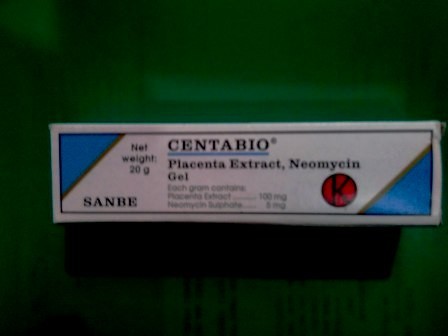 Net
weight:
20 g
SANBE
CENTABIO®
Placenta Extract, Neomycin
Gel
Each gram contains:
Placenta Extract .......... 100 mg
Neomycin Sulphate ..... 5 mg
K